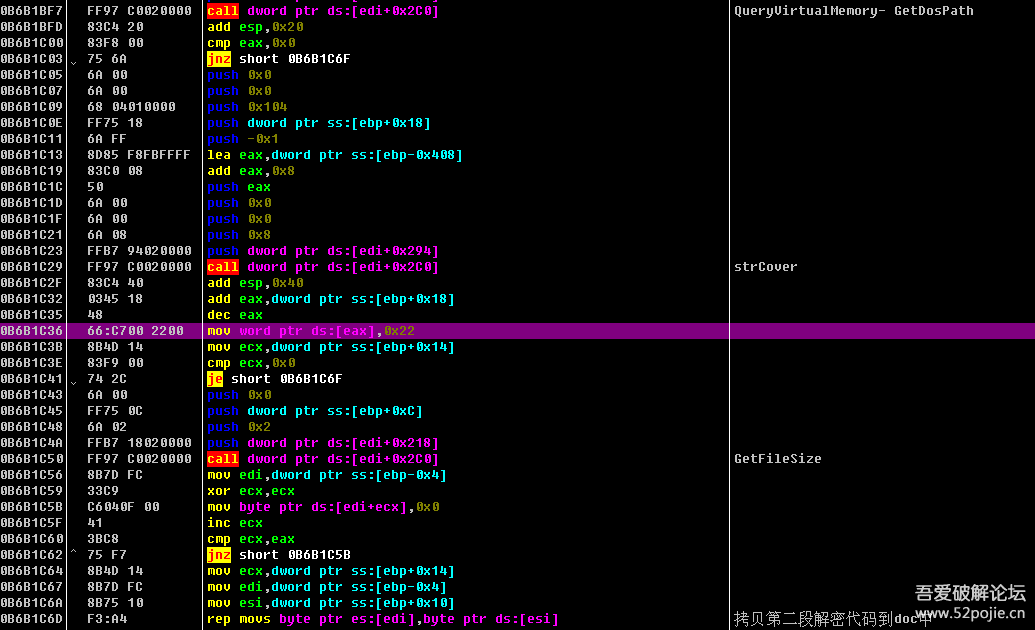 0B6B1BF7 FF97 C0020000 call dword ptr ds:[edi+0x2C0] QueryVirtualMemory- GetDosPath
0B6B1BFD 83C4 20 add esp,0x20
0B6B1C00 83F8 00 cmp eax,0x0
0B6B1C03 75 6A jnz short 0B6B1C6F
0B6B1C05 6A 00 push 0x0
0B6B1C07 6A 00 push 0x0
0B6B1C09 68 04010000 push 0x104
0B6B1C0E FF75 18 push dword ptr ss:[ebp+0x18]
0B6B1C11 6A FF push -0x1
0B6B1C13 8D85 F8FBFFFF lea eax,dword ptr ss:[ebp-0x408]
0B6B1C19 83C0 08 add eax,0x8
0B6B1C1C 50 push eax
0B6B1C1D 6A 00 push 0x0
0B6B1C1F 6A 00 push 0x0
0B6B1C21 6A 08 push 0x8
0B6B1C23 FFB7 94020000 push dword ptr ds:[edi+0x294]
0B6B1C29 FF97 C0020000 call dword ptr ds:[edi+0x2C0] strCover
0B6B1C2F 83C4 40 add esp,0x40
0B6B1C32 0345 18 add eax,dword ptr ss:[ebp+0x18]
0B6B1C35 48 dec eax
0B6B1C36 66:C700 2200 mov word ptr ds:[eax],0x22
0B6B1C3B 8B4D 14 mov ecx,dword ptr ss:[ebp+0x14]
0B6B1C3E 83F9 00 cmp ecx,0x0
0B6B1C41 74 2C je short 0B6B1C6F
0B6B1C43 6A 00 push 0x0
0B6B1C45 FF75 0C push dword ptr ss:[ebp+0xC]
0B6B1C48 6A 02 push 0x2
0B6B1C4A FFB7 18020000 push dword ptr ds:[edi+0x218]
0B6B1C50 FF97 C0020000 call dword ptr ds:[edi+0x2C0] GetFileSize
0B6B1C56 8B7D FC mov edi,dword ptr ss:[ebp-0x4]
0B6B1C59 33C9 xor ecx,ecx
0B6B1C5B C6040F 00 mov byte ptr ds:[edi+ecx],0x0
0B6B1C5F 41 inc ecx
0B6B1C60 3BC8 cmp ecx,eax
0B6B1C62 75 F7 jnz short 0B6B1C5B
0B6B1C64 8B4D 14 mov ecx,dword ptr ss:[ebp+0x14]
0B6B1C67 8B7D FC mov edi,dword ptr ss:[ebp-0x4]
0B6B1C6A 8B75 10 mov esi,dword ptr ss:[ebp+0x10]
0B6B1C6D F3:A4 rep movs byte ptr es:[edi],byte ptr ds:[esi] 拷贝第二段解密代码到doc中
吾爱破解论坛
www.52pojie.cn